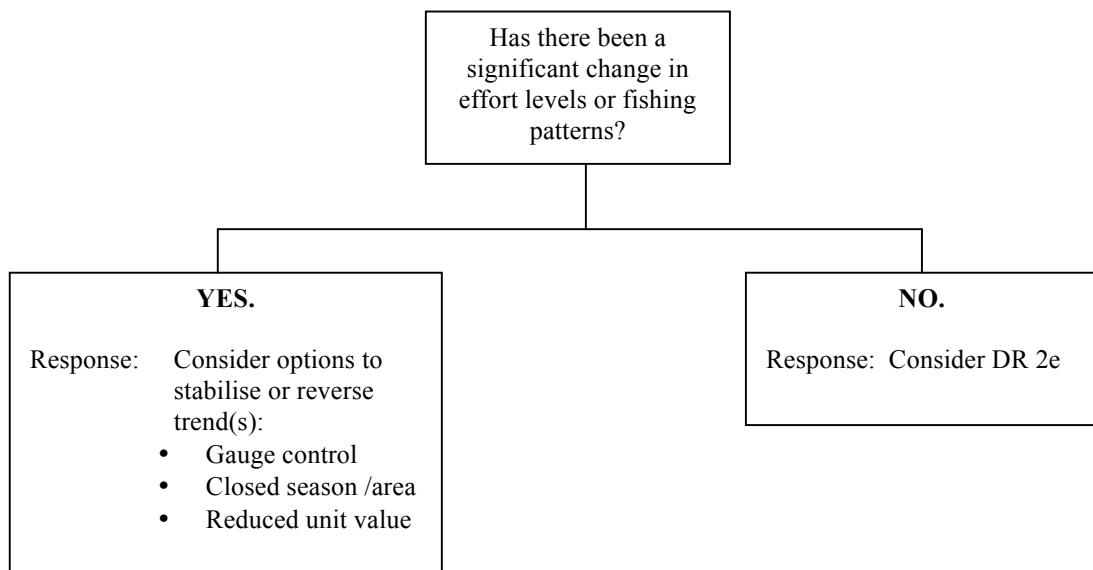 Has there been a
significant change in
effort levels or fishing
patterns?
YES.
Response: Consider options to
stabilise or reverse
trend(s):
• Gauge control
• Closed season /area
• Reduced unit value
NO.
Response: Consider DR 2e